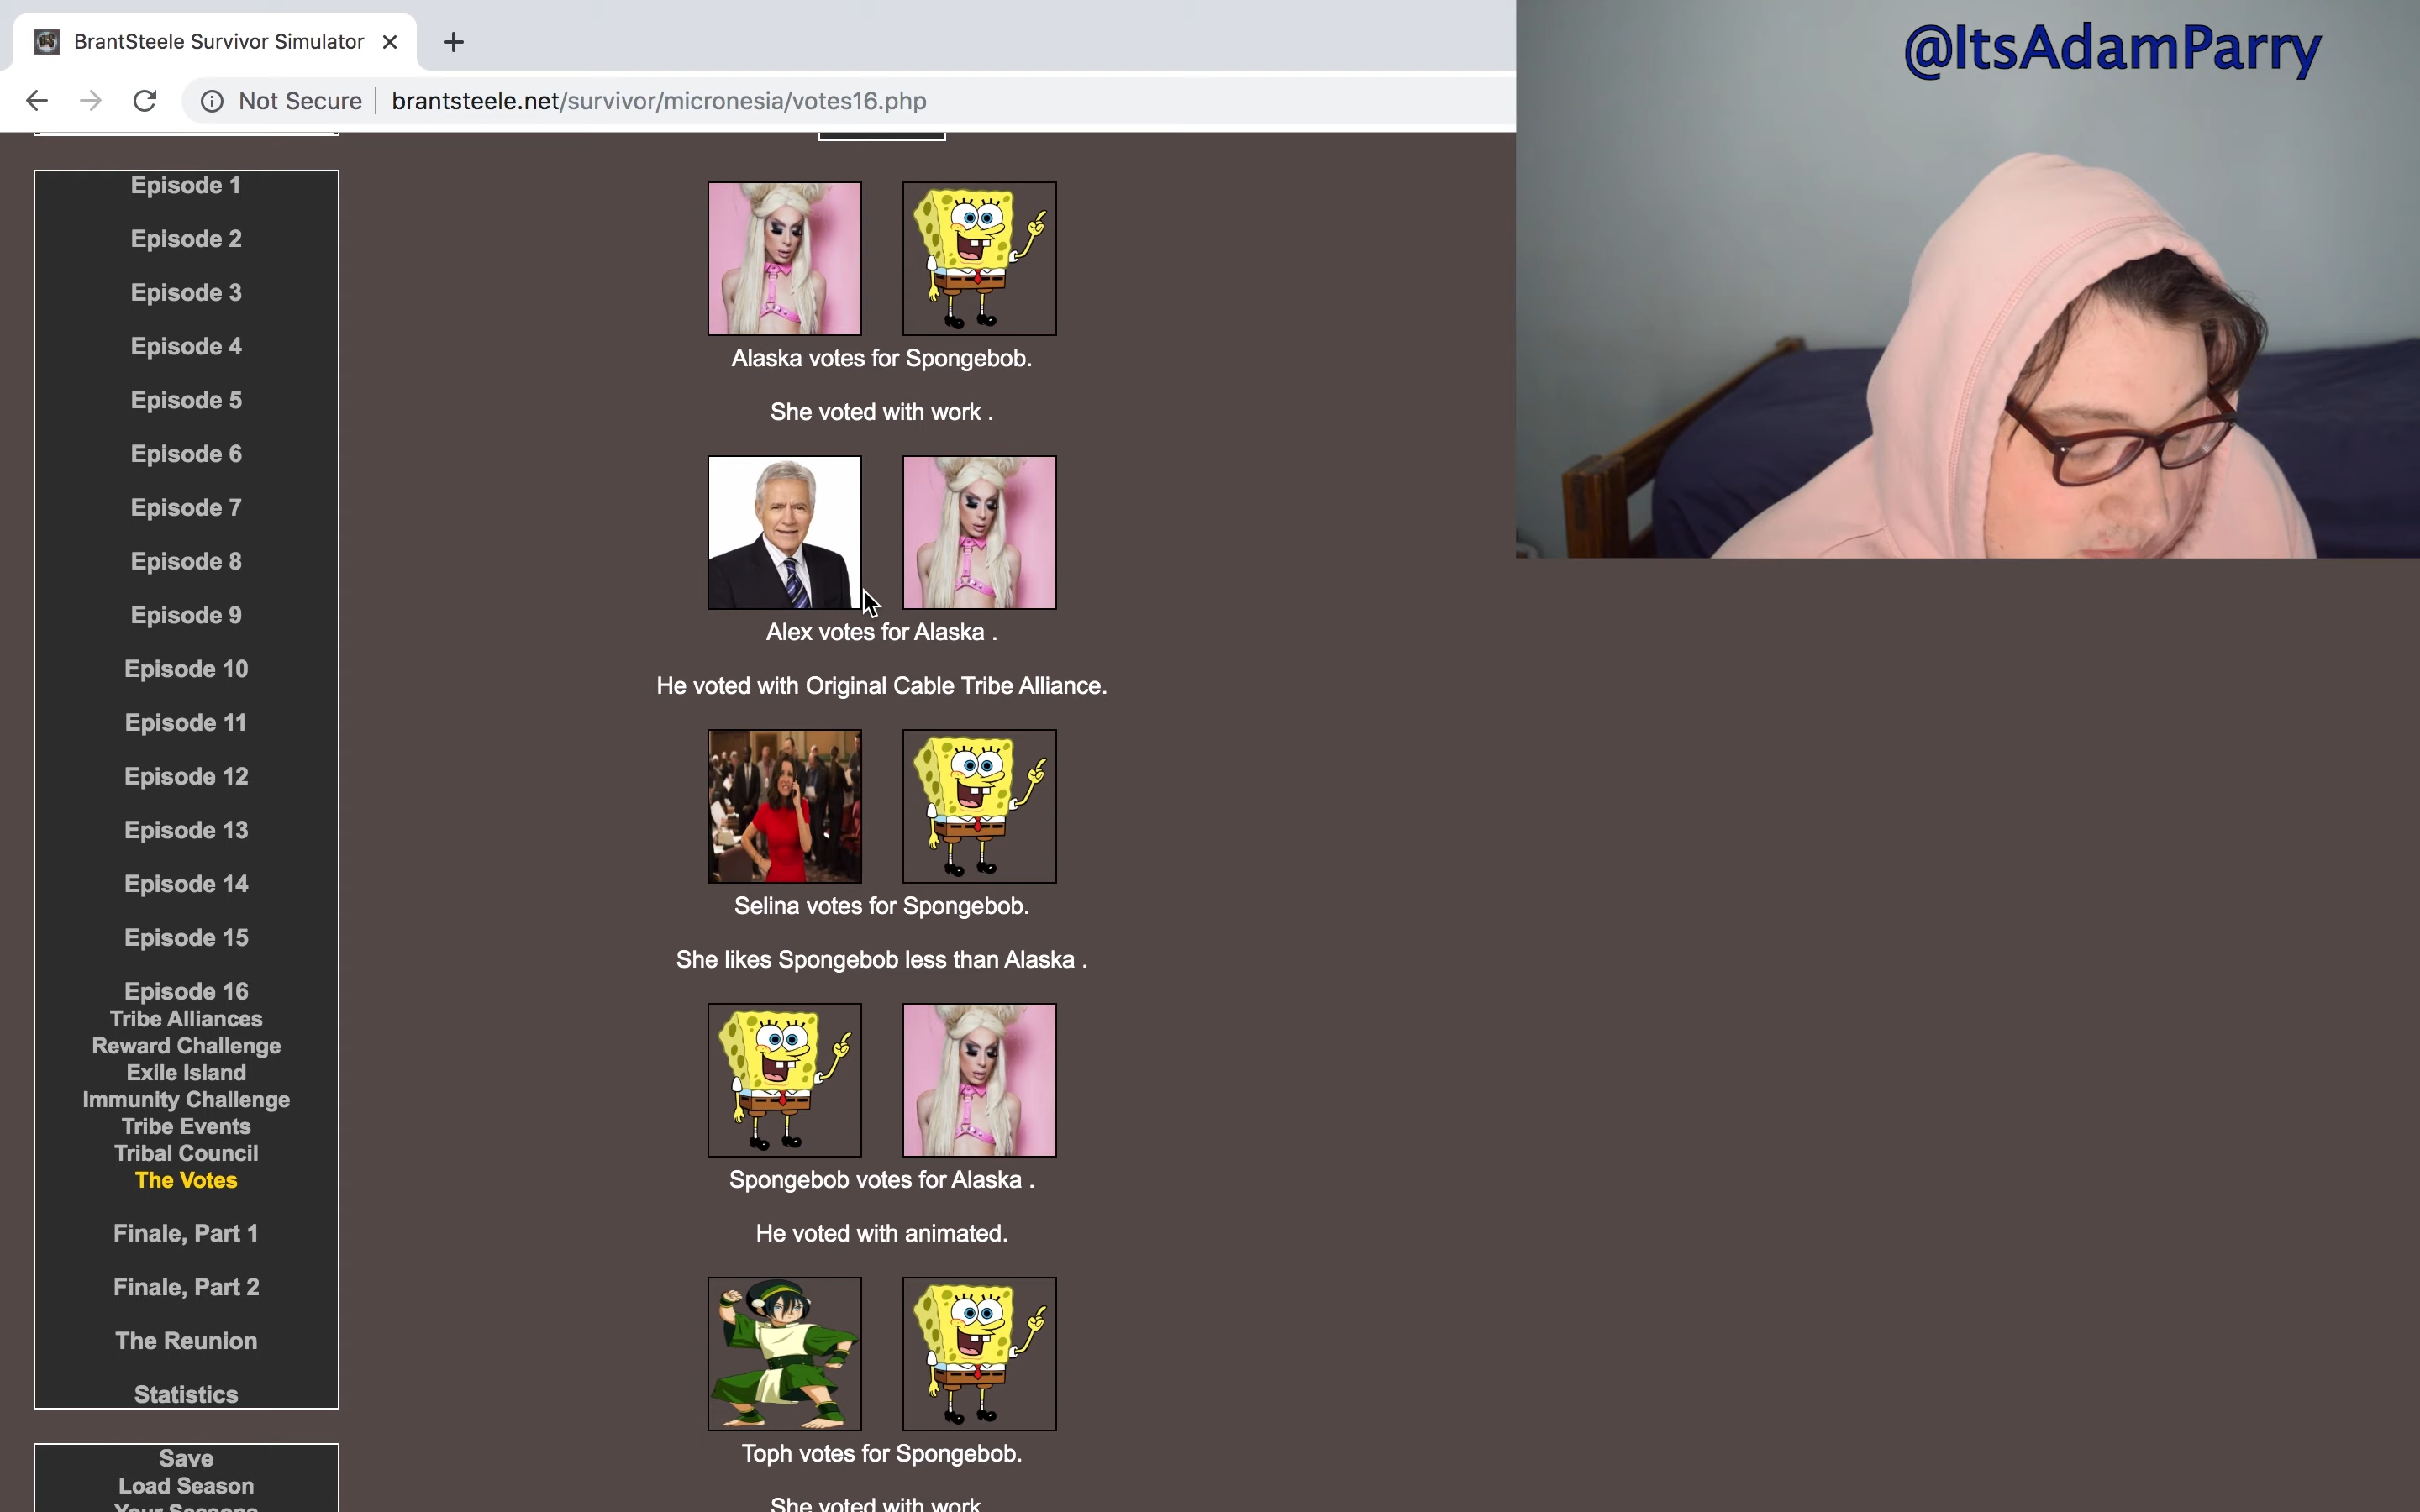 BrantSteele Survivor Simulator
Not Secure
brantsteele.net/survivor/micronesia/votes16.php
@ItsAdamParry
Episode 1
Episode 2
Episode 3
Episode 4
Episode 5
Episode 6
Episode 7
Episode 8
Episode 9
Episode 10
Episode 11
Episode 12
Episode 13
Episode 14
Episode 15
Episode 16
Tribe Alliances
Reward Challenge
Exile Island
Immunity Challenge
Tribe Events
Tribal Council
The Votes
Finale, Part 1
Finale, Part 2
The Reunion
Statistics
Save
Load Season
Your Seasons
Alaska votes for Spongebob.
She voted with work .
Alex votes for Alaska .
He voted with Original Cable Tribe Alliance.
Selina votes for Spongebob.
She likes Spongebob less than Alaska .
Spongebob votes for Alaska .
He voted with animated.
Toph votes for Spongebob.
She voted with work